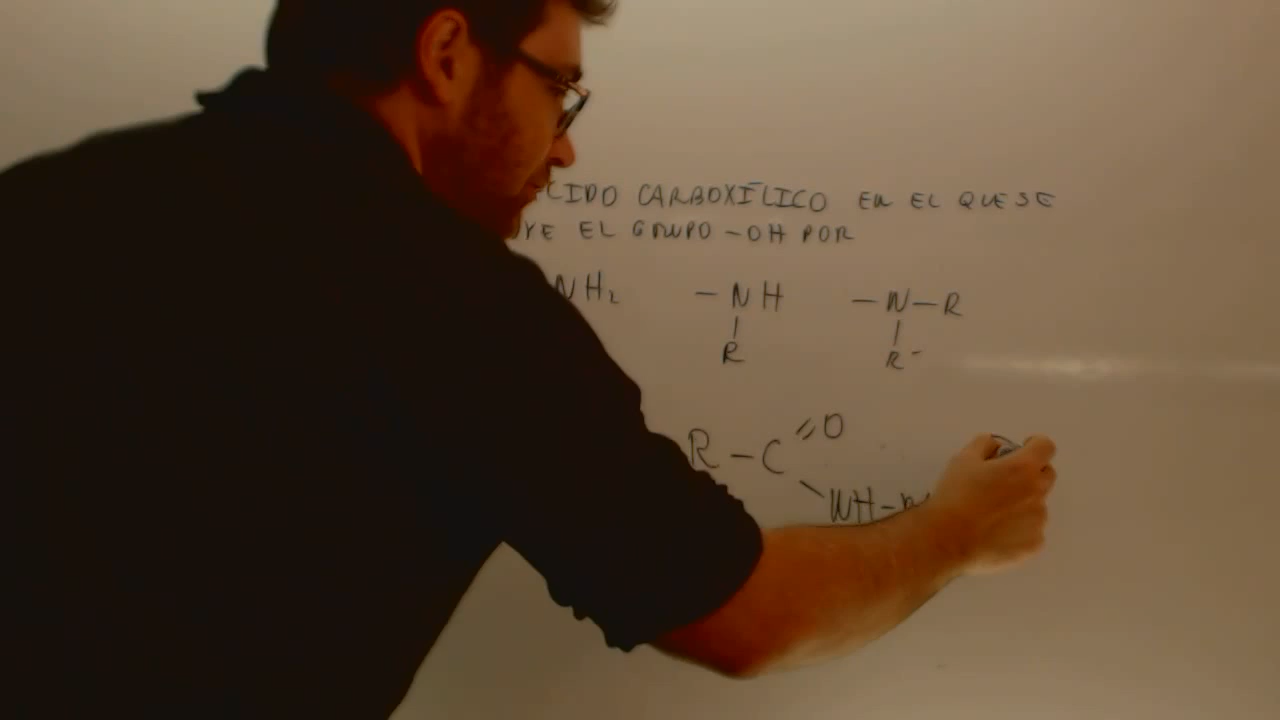 CIDO CARBOXÍLICO EN EL QUE SE
YE EL GRUPO -OH POR
NH₂ -NH -N-R
R R-
R-C =O
NH-R